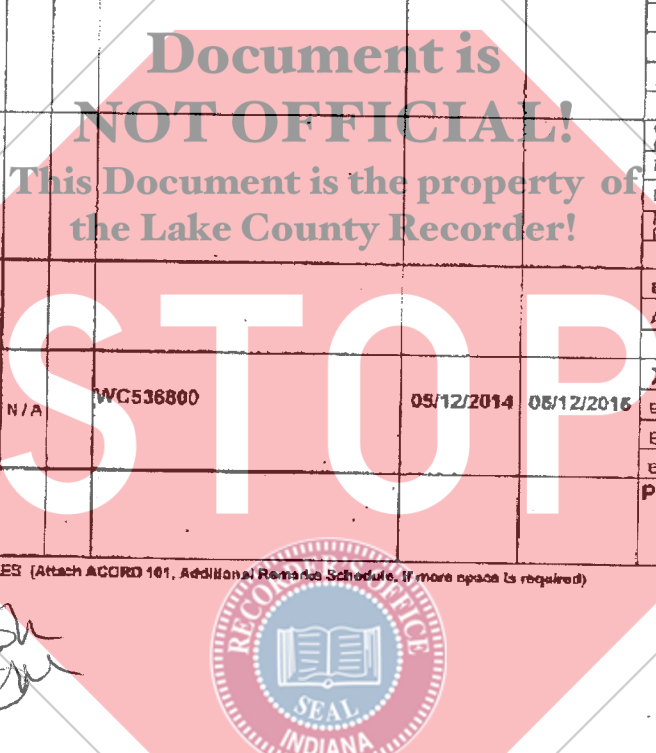 Document is
NOT OFFICIAL!
This Document is the property of
the Lake County Recorder!
STOP
N/A WC536800 05/12/2014 05/12/2015
P
ES (Attach ACORD 101, Additional Remarks Schedule, if more space is required)
RECORDER'S OFFICE
SEAL
INDIANA